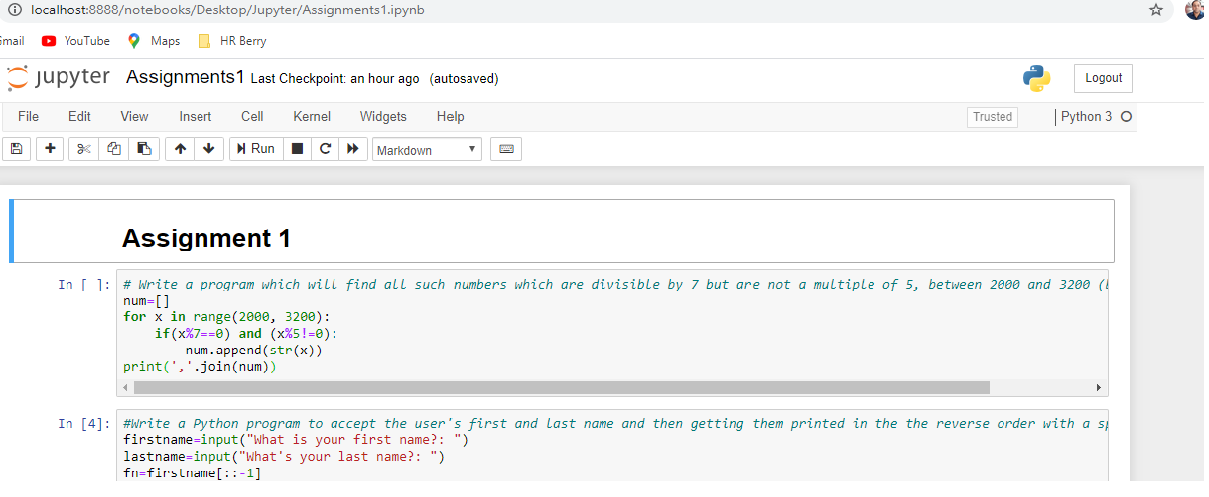 localhost:8888/notebooks/Desktop/Jupyter/Assignments1.ipynb
YouTube Maps HR Berry
jupyter Assignments1 Last Checkpoint: an hour ago (autosaved) Logout
File Edit View Insert Cell Kernel Widgets Help Trusted Python 3
Run Markdown
Assignment 1
In [ ]: # Write a program which will find all such numbers which are divisible by 7 but are not a multiple of 5, between 2000 and 3200 (
num=[]
for x in range(2000, 3200):
if(x%7==0) and (x%5!=0):
num.append(str(x))
print(','.join(num))
In [4]: #Write a Python program to accept the user's first and last name and then getting them printed in the the reverse order with a
firstname=input("What is your first name?: ")
lastname=input("What's your last name?: ")
fn=firstname[::-1]